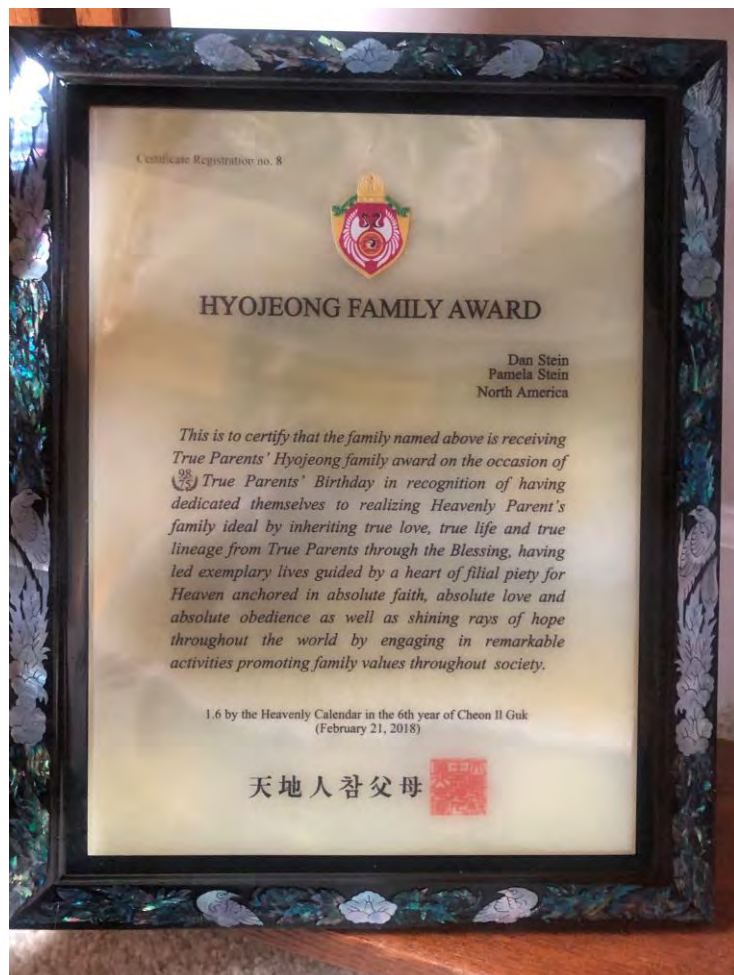 Certificate Registration no. 8
HYOJEONG FAMILY AWARD
Dan Stein
Pamela Stein
North America
This is to certify that the family named above is receiving
True Parents' Hyojeong family award on the occasion of
98 75 True Parents' Birthday in recognition of having
dedicated themselves to realizing Heavenly Parent's
family ideal by inheriting true love, true life and true
lineage from True Parents through the Blessing, having
led exemplary lives guided by a heart of filial piety for
Heaven anchored in absolute faith, absolute love and
absolute obedience as well as shining rays of hope
throughout the world by engaging in remarkable
activities promoting family values throughout society.
1.6 by the Heavenly Calendar in the 6th year of Cheon Il Guk
(February 21, 2018)
天地人참父母